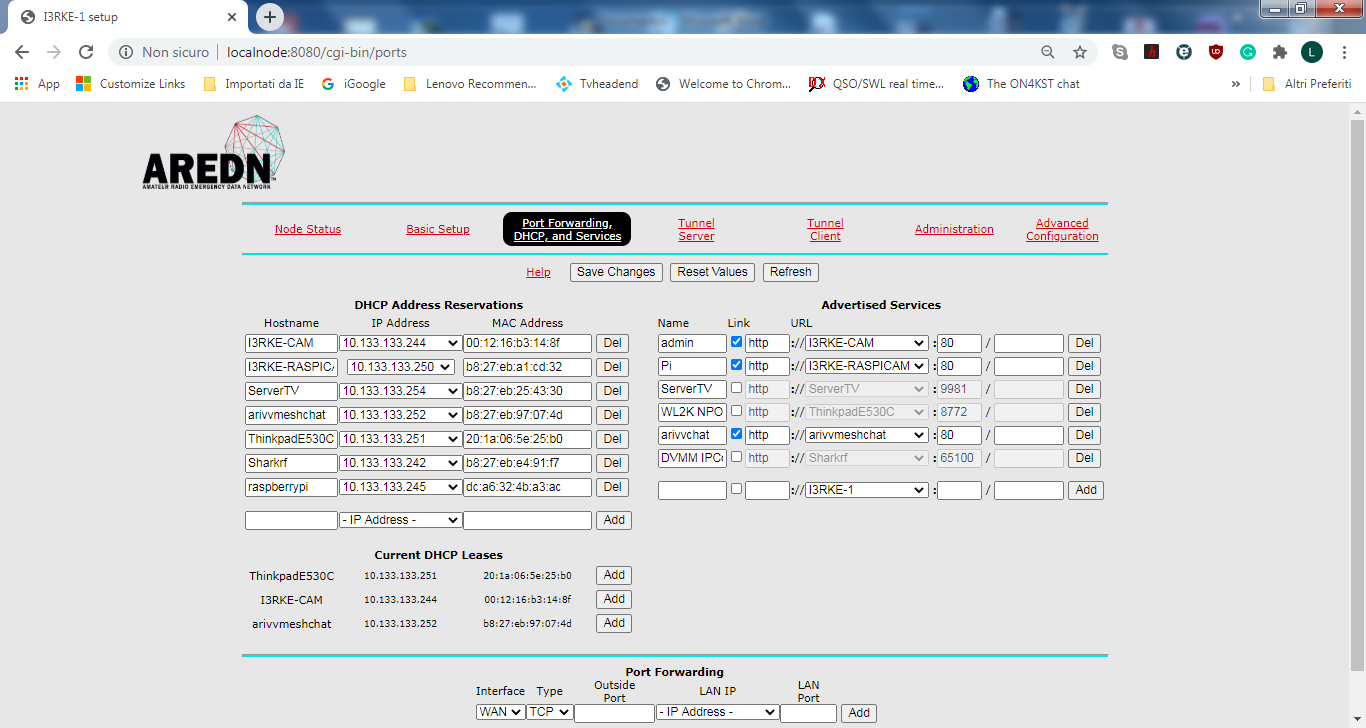 I3RKE-1 setup
Non sicuro localnode:8080/cgi-bin/ports L
App Customize Links Importati da IE iGoogle Lenovo Recommen... Tvheadend Welcome to Chrom... QSO/SWL real time... The ON4KST chat » Altri Preferiti
AREDN
AMATEUR RADIO EMERGENCY DATA NETWORK
Node Status Basic Setup Port Forwarding, DHCP, and Services Tunnel Server Tunnel Client Administration Advanced Configuration
Help Save Changes Reset Values Refresh
DHCP Address Reservations
Hostname IP Address MAC Address
I3RKE-CAM 10.133.133.244 00:12:16:b3:14:8f Del
I3RKE-RASPIC 10.133.133.250 b8:27:eb:a1:cd:32 Del
ServerTV 10.133.133.254 b8:27:eb:25:43:30 Del
arivvmeshchat 10.133.133.252 b8:27:eb:97:07:4d Del
ThinkpadE530C 10.133.133.251 20:1a:06:5e:25:b0 Del
Sharkrf 10.133.133.242 b8:27:eb:e4:91:f7 Del
raspberrypi 10.133.133.245 dc:a6:32:4b:a3:ac Del
- IP Address - Add
Current DHCP Leases
ThinkpadE530C 10.133.133.251 20:1a:06:5e:25:b0 Add
I3RKE-CAM 10.133.133.244 00:12:16:b3:14:8f Add
arivvmeshchat 10.133.133.252 b8:27:eb:97:07:4d Add
Advertised Services
Name Link URL
admin http :// I3RKE-CAM : 80 / Del
Pi http :// I3RKE-RASPICAM : 80 / Del
ServerTV http :// ServerTV : 9981 / Del
WL2K NPO http :// ThinkpadE530C : 8772 / Del
arivvchat http :// arivvmeshchat : 80 / Del
DVMM IPC http :// Sharkrf : 65100 / Del
:// I3RKE-1 : / Add
Port Forwarding
Interface Type Outside Port LAN IP LAN Port
WAN TCP - IP Address - Add